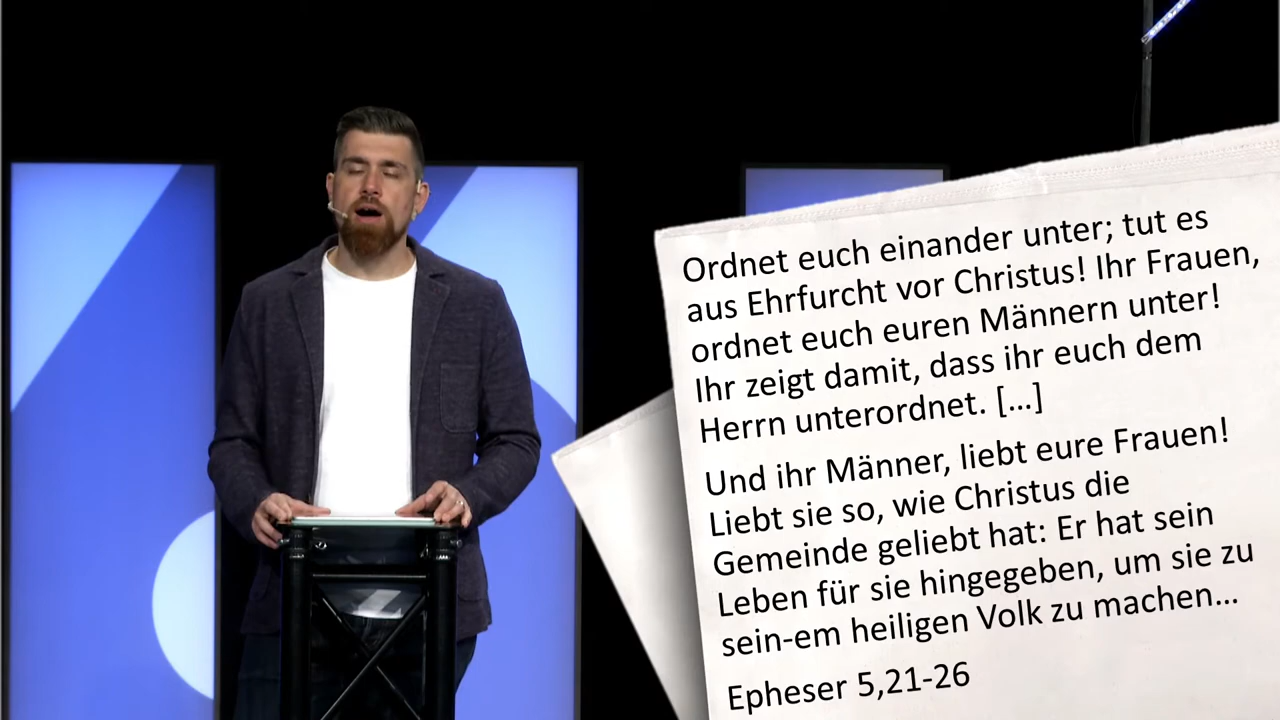 Ordnet euch einander unter; tut es
aus Ehrfurcht vor Christus! Ihr Frauen,
ordnet euch euren Männern unter!
Ihr zeigt damit, dass ihr euch dem
Herrn unterordnet. [...]
Und ihr Männer, liebt eure Frauen!
Liebt sie so, wie Christus die
Gemeinde geliebt hat: Er hat sein
Leben für sie hingegeben, um sie zu
sein-em heiligen Volk zu machen...
Epheser 5,21-26